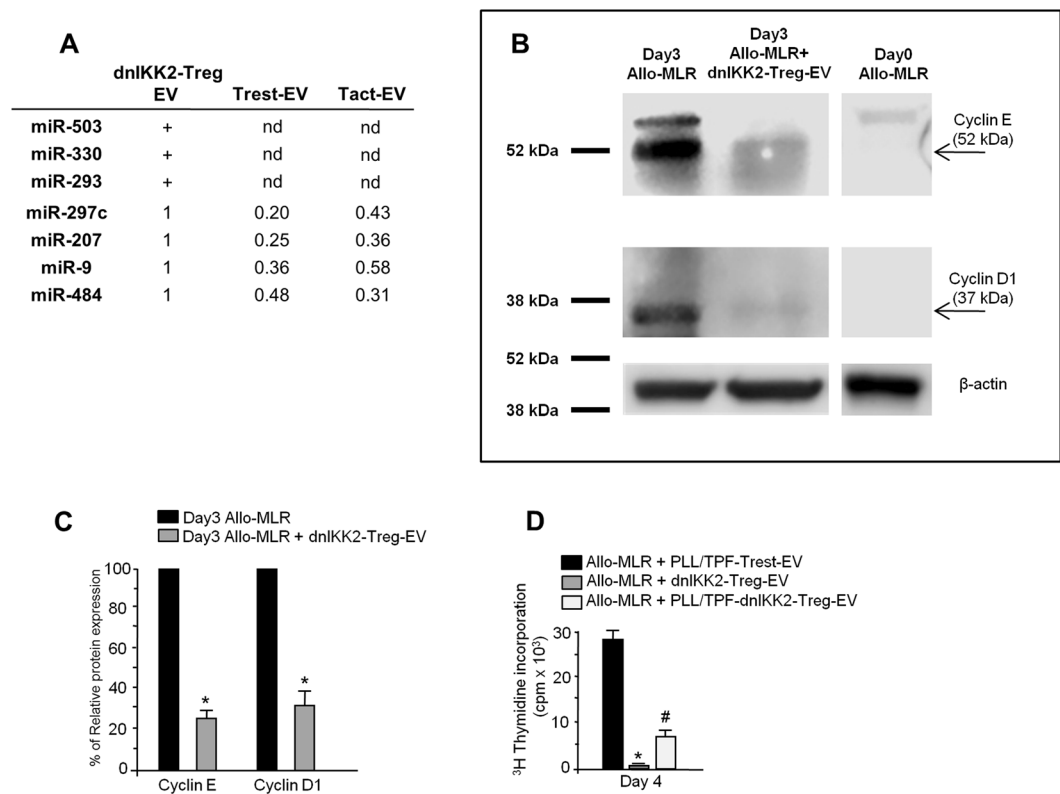 A
dnIKK2-Treg
EV Trest-EV Tact-EV
miR-503 + nd nd
miR-330 + nd nd
miR-293 + nd nd
miR-297c 1 0.20 0.43
miR-207 1 0.25 0.36
miR-9 1 0.36 0.58
miR-484 1 0.48 0.31
B
Day3
Allo-MLR
Day3
Allo-MLR+
dnIKK2-Treg-EV
Day0
Allo-MLR
52 kDa
Cyclin E
(52 kDa)
38 kDa
Cyclin D1
(37 kDa)
52 kDa
38 kDa
β-actin
C
Day3 Allo-MLR
Day3 Allo-MLR + dnIKK2-Treg-EV
% of Relative protein expression
100
80
60
40
20
0
*
*
Cyclin E Cyclin D1
D
Allo-MLR + PLL/TPF-Trest-EV
Allo-MLR + dnIKK2-Treg-EV
Allo-MLR + PLL/TPF-dnIKK2-Treg-EV
³H Thymidine incorporation
(cpm x 10³)
30
20
10
0
*
#
Day 4